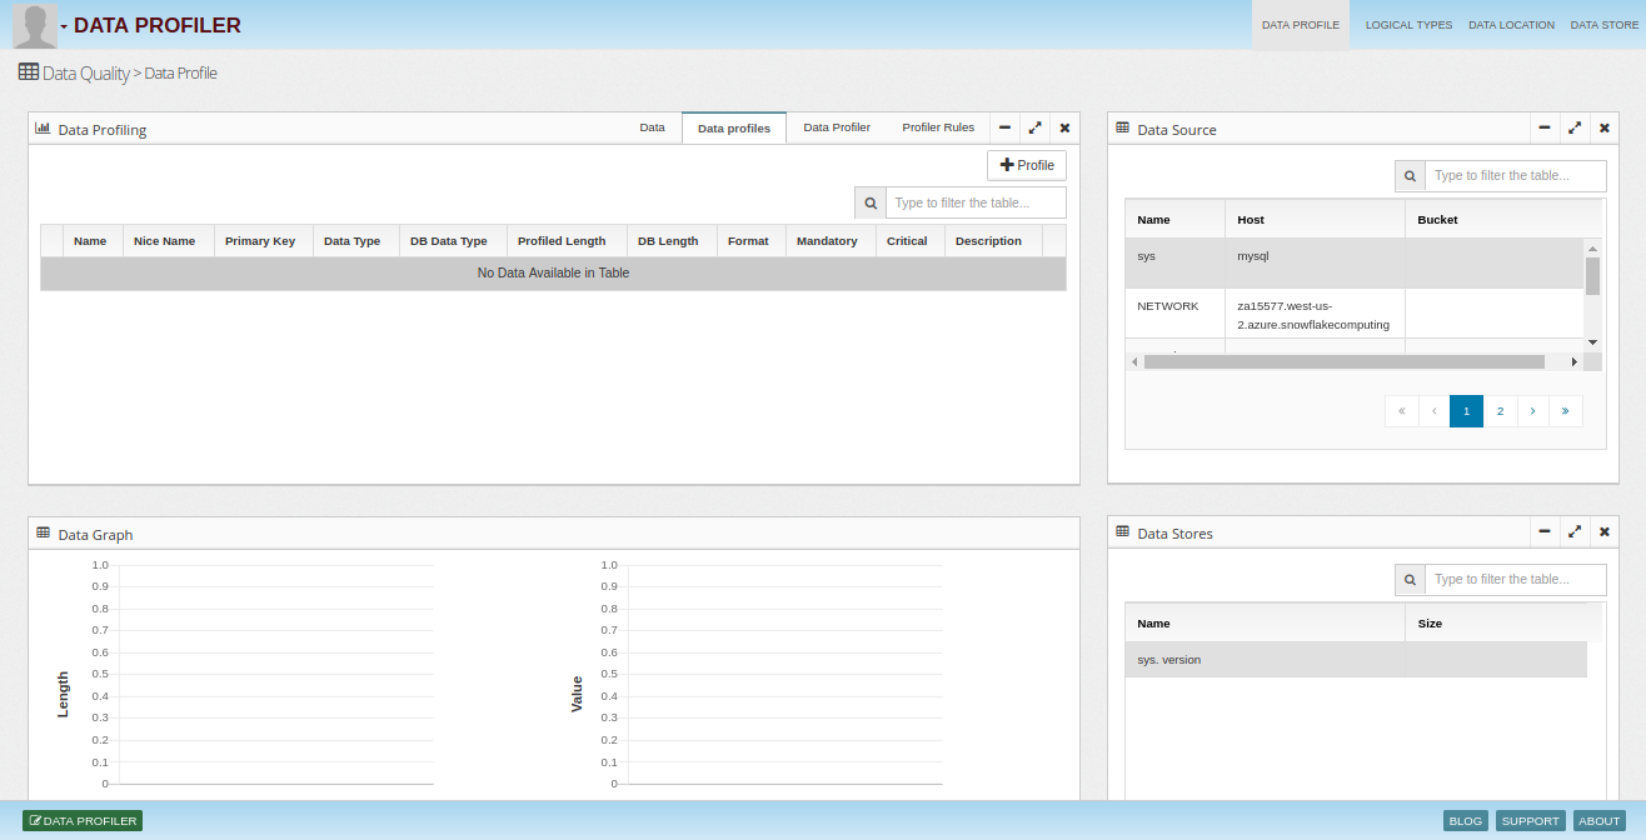 DATA PROFILER
DATA PROFILE LOGICAL TYPES DATA LOCATION DATA STORE
Data Quality > Data Profile
Data Profiling
Data Data profiles Data Profiler Profiler Rules
Profile
Type to filter the table...
Name Nice Name Primary Key Data Type DB Data Type Profiled Length DB Length Format Mandatory Critical Description
No Data Available in Table
Data Source
Type to filter the table...
Name Host Bucket
sys mysql
NETWORK za15577.west-us-
2.azure.snowflakecomputing
« ‹ 1 2 › »
Data Graph
1.0
0.9
0.8
0.7
0.6
0.5
0.4
0.3
0.2
0.1
0
Length
1.0
0.9
0.8
0.7
0.6
0.5
0.4
0.3
0.2
0.1
0
Value
Data Stores
Type to filter the table...
Name Size
sys. version
DATA PROFILER
BLOG SUPPORT ABOUT